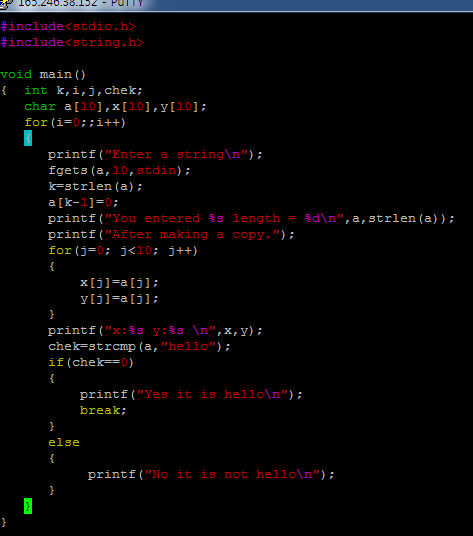 165.246.38.152 - PuTTY
#include<stdio.h>
#include<string.h>
void main()
{  int k,i,j,chek;
   char a[10],x[10],y[10];
   for(i=0;;i++)
   {
      printf("Enter a string\n");
      fgets(a,10,stdin);
      k=strlen(a);
      a[k-1]=0;
      printf("You entered %s length = %d\n",a,strlen(a));
      printf("After making a copy.");
      for(j=0; j<10; j++)
      {
          x[j]=a[j];
          y[j]=a[j];
      }
      printf("x:%s y:%s \n",x,y);
      chek=strcmp(a,"hello");
      if(chek==0)
      {
          printf("Yes it is hello\n");
          break;
      }
      else
      {
           printf("No it is not hello\n");
      }
   }
}